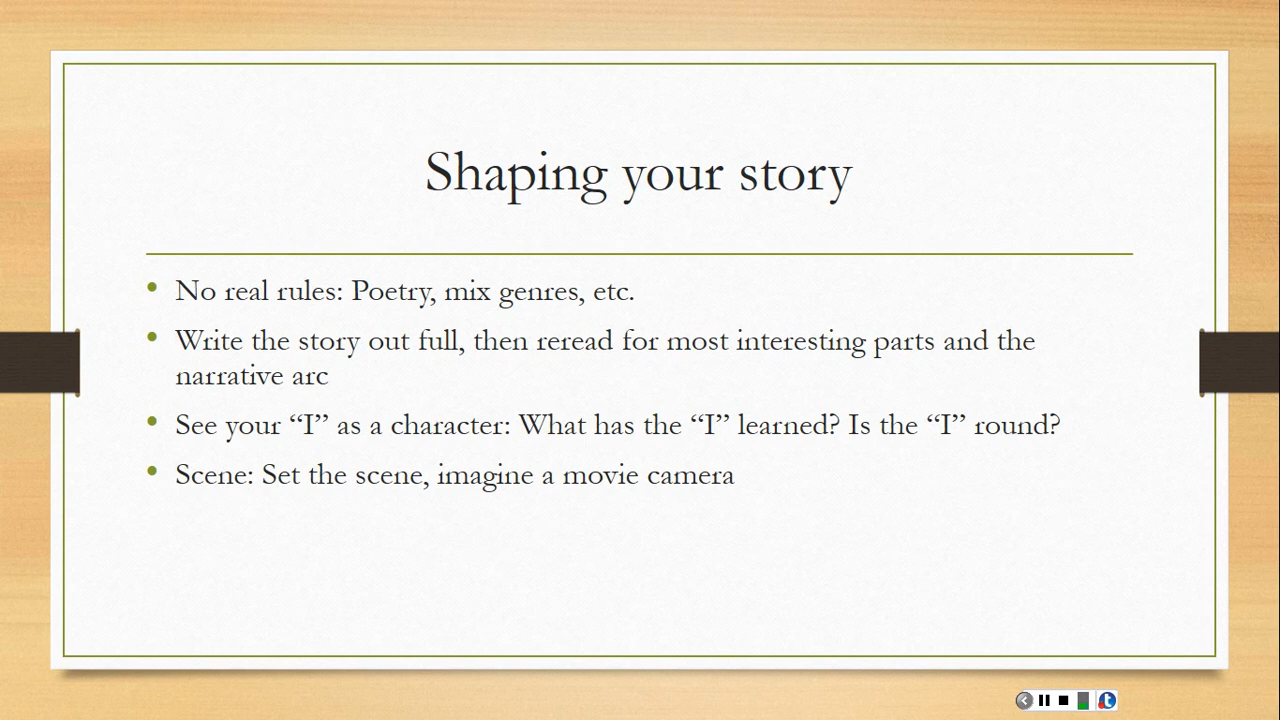 Shaping your story
• No real rules: Poetry, mix genres, etc.
• Write the story out full, then reread for most interesting parts and the
narrative arc
• See your “I” as a character: What has the “I” learned? Is the “I” round?
• Scene: Set the scene, imagine a movie camera
t